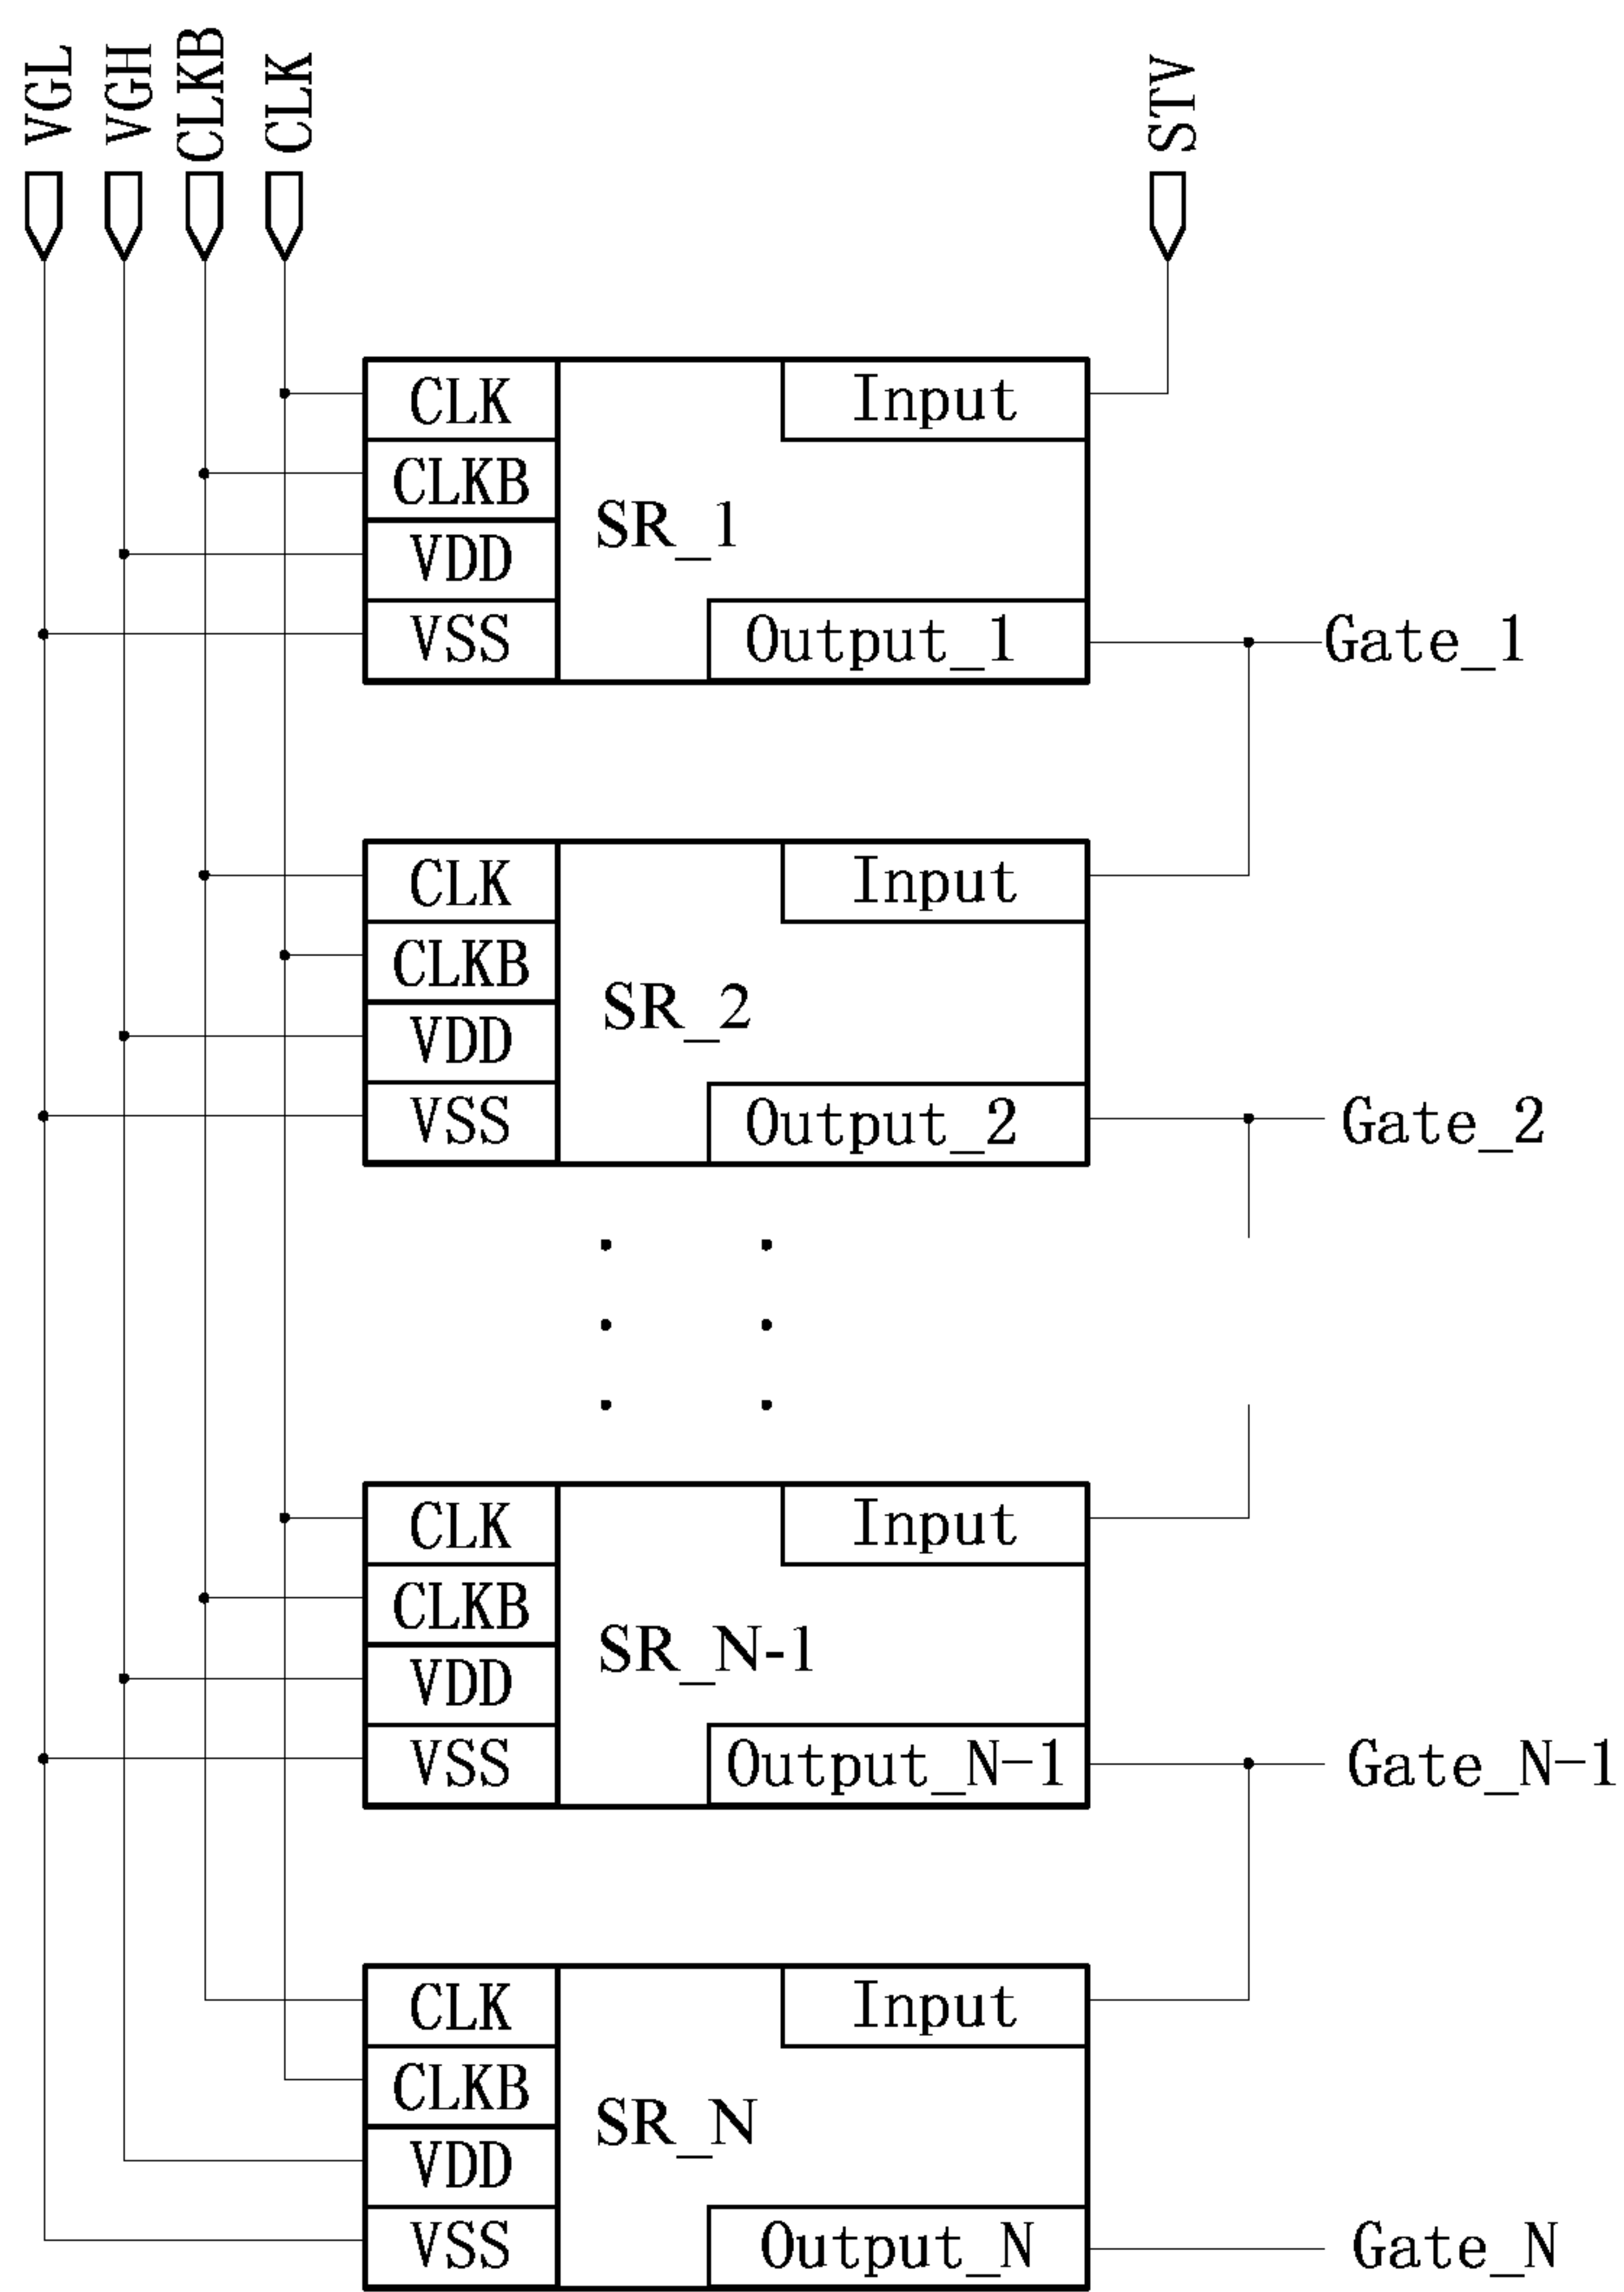 VGL
VGH
CLKB
CLK
STV
CLK
Input
CLKB
SR_1
VDD
VSS
Output_1
Gate_1
CLK
Input
CLKB
SR_2
VDD
VSS
Output_2
Gate_2
CLK
Input
CLKB
SR_N-1
VDD
VSS
Output_N-1
Gate_N-1
CLK
Input
CLKB
SR_N
VDD
VSS
Output_N
Gate_N